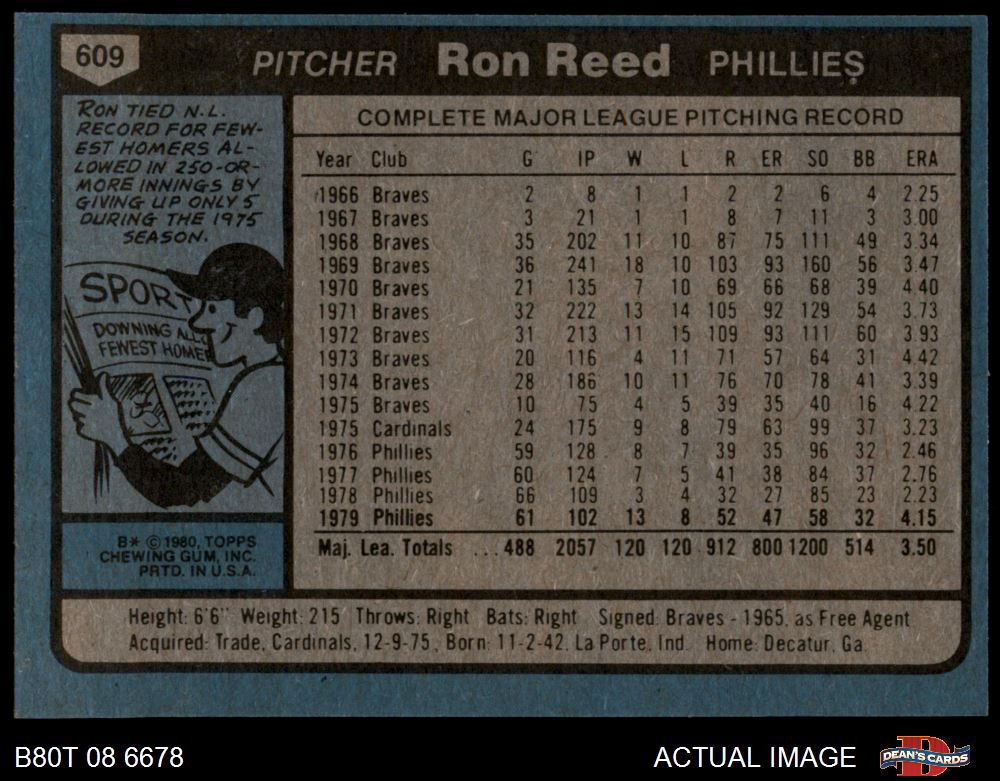 609
PITCHER Ron Reed PHILLIES
RON TIED N.L.
RECORD FOR FEW-
EST HOMERS AL-
LOWED IN 250-OR-
MORE INNINGS BY
GIVING UP ONLY 5
DURING THE 1975
SEASON.
SPORT
DOWNING ALL
FEWEST HOMER
B* © 1980, TOPPS
CHEWING GUM, INC.
PRTD. IN U.S.A.
COMPLETE MAJOR LEAGUE PITCHING RECORD
Year Club G IP W L R ER SO BB ERA
1966 Braves 2 8 1 1 2 2 6 4 2.25
1967 Braves 3 21 1 1 8 7 11 3 3.00
1968 Braves 35 202 11 10 87 75 111 49 3.34
1969 Braves 36 241 18 10 103 93 160 56 3.47
1970 Braves 21 135 7 10 69 66 68 39 4.40
1971 Braves 32 222 13 14 105 92 129 54 3.73
1972 Braves 31 213 11 15 109 93 111 60 3.93
1973 Braves 20 116 4 11 71 57 64 31 4.42
1974 Braves 28 186 10 11 76 70 78 41 3.39
1975 Braves 10 75 4 5 39 35 40 16 4.22
1975 Cardinals 24 175 9 8 79 63 99 37 3.23
1976 Phillies 59 128 8 7 39 35 96 32 2.46
1977 Phillies 60 124 7 5 41 38 84 37 2.76
1978 Phillies 66 109 3 4 32 27 85 23 2.23
1979 Phillies 61 102 13 8 52 47 58 32 4.15
Maj. Lea. Totals ...488 2057 120 120 912 800 1200 514 3.50
Height: 6'6" Weight: 215 Throws: Right Bats: Right Signed: Braves - 1965, as Free Agent
Acquired: Trade, Cardinals, 12-9-75, Born: 11-2-42, La Porte, Ind. Home: Decatur, Ga.
B80T 08 6678
ACTUAL IMAGE
D
DEAN'S CARDS